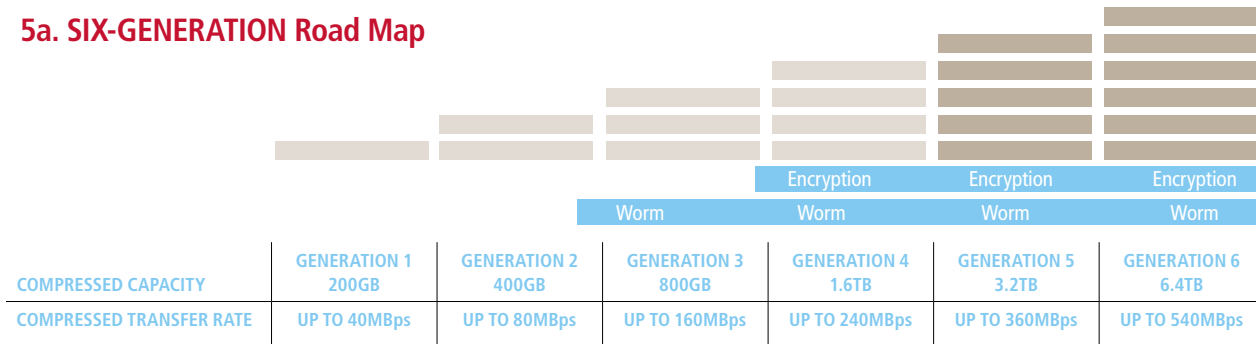 5a. SIX-GENERATION Road Map
Encryption Encryption Encryption
Worm Worm Worm Worm
GENERATION 1 GENERATION 2 GENERATION 3 GENERATION 4 GENERATION 5 GENERATION 6
COMPRESSED CAPACITY 200GB 400GB 800GB 1.6TB 3.2TB 6.4TB
COMPRESSED TRANSFER RATE UP TO 40MBps UP TO 80MBps UP TO 160MBps UP TO 240MBps UP TO 360MBps UP TO 540MBps